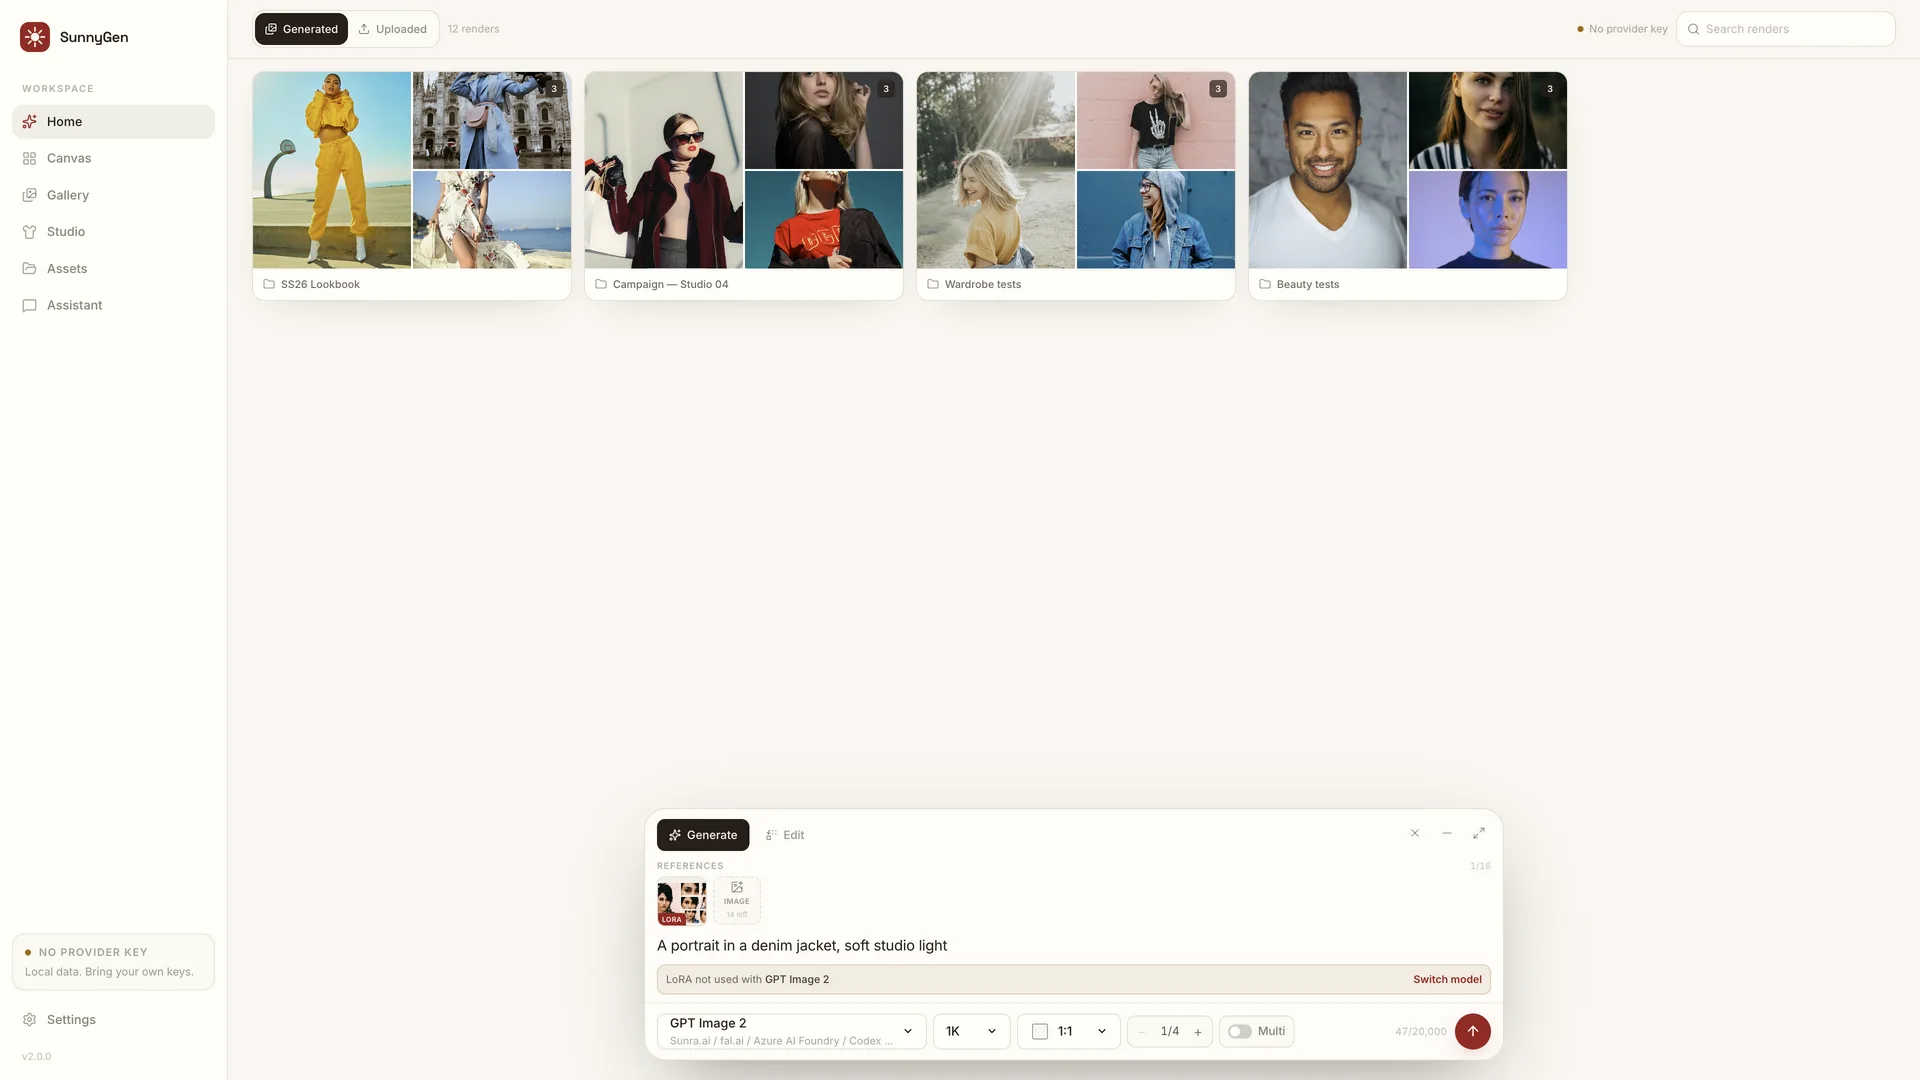 SunnyGen
WORKSPACE
Home
Canvas
Gallery
Studio
Assets
Assistant
NO PROVIDER KEY
Local data. Bring your own keys.
Settings
v2.0.0
Generated
Uploaded
12 renders
No provider key
Search renders
3
3
3
3
SS26 Lookbook
Campaign — Studio 04
Wardrobe tests
Beauty tests
Generate
Edit
REFERENCES
1/16
LORA
IMAGE
14 left
A portrait in a denim jacket, soft studio light
LoRA not used with GPT Image 2
Switch model
GPT Image 2
Sunra.ai / fal.ai / Azure AI Foundry / Codex ...
1K
1:1
1/4
Multi
47/20,000